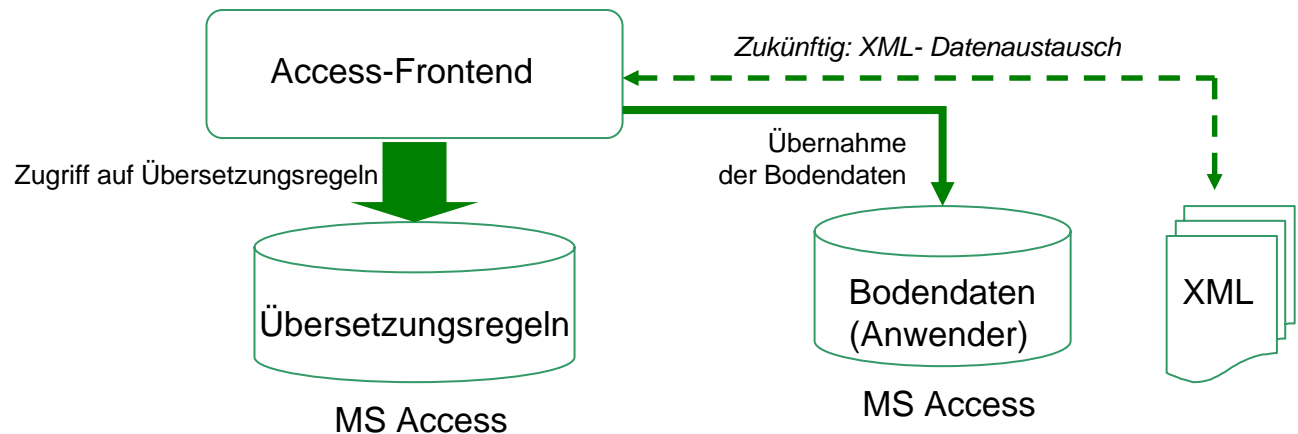 Zukünftig: XML- Datenaustausch
Access-Frontend
Übernahme
der Bodendaten
Zugriff auf Übersetzungsregeln
Übersetzungsregeln
Bodendaten
(Anwender)
XML
MS Access
MS Access